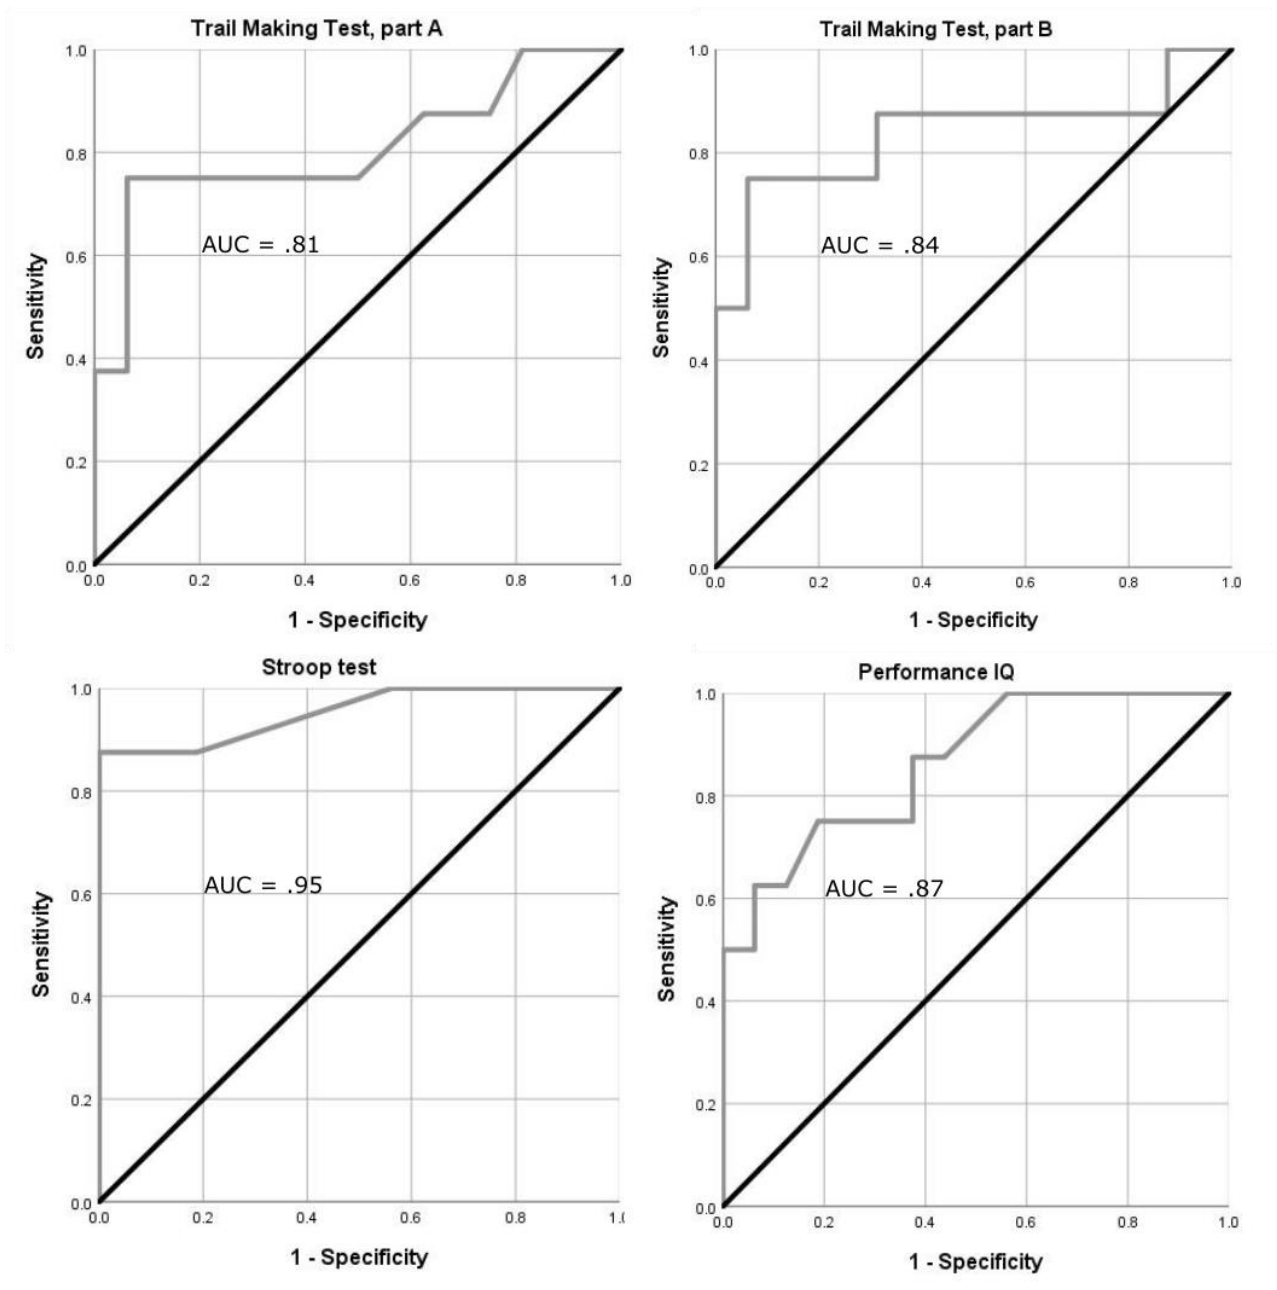 Trail Making Test, part A
1.0
0.8
0.6
0.4
0.2
0.0
Sensitivity
AUC = .81
0.0 0.2 0.4 0.6 0.8 1.0
1 - Specificity
Trail Making Test, part B
1.0
0.8
0.6
0.4
0.2
0.0
Sensitivity
AUC = .84
0.0 0.2 0.4 0.6 0.8 1.0
1 - Specificity
Stroop test
1.0
0.8
0.6
0.4
0.2
0.0
Sensitivity
AUC = .95
0.0 0.2 0.4 0.6 0.8 1.0
1 - Specificity
Performance IQ
1.0
0.8
0.6
0.4
0.2
0.0
Sensitivity
AUC = .87
0.0 0.2 0.4 0.6 0.8 1.0
1 - Specificity